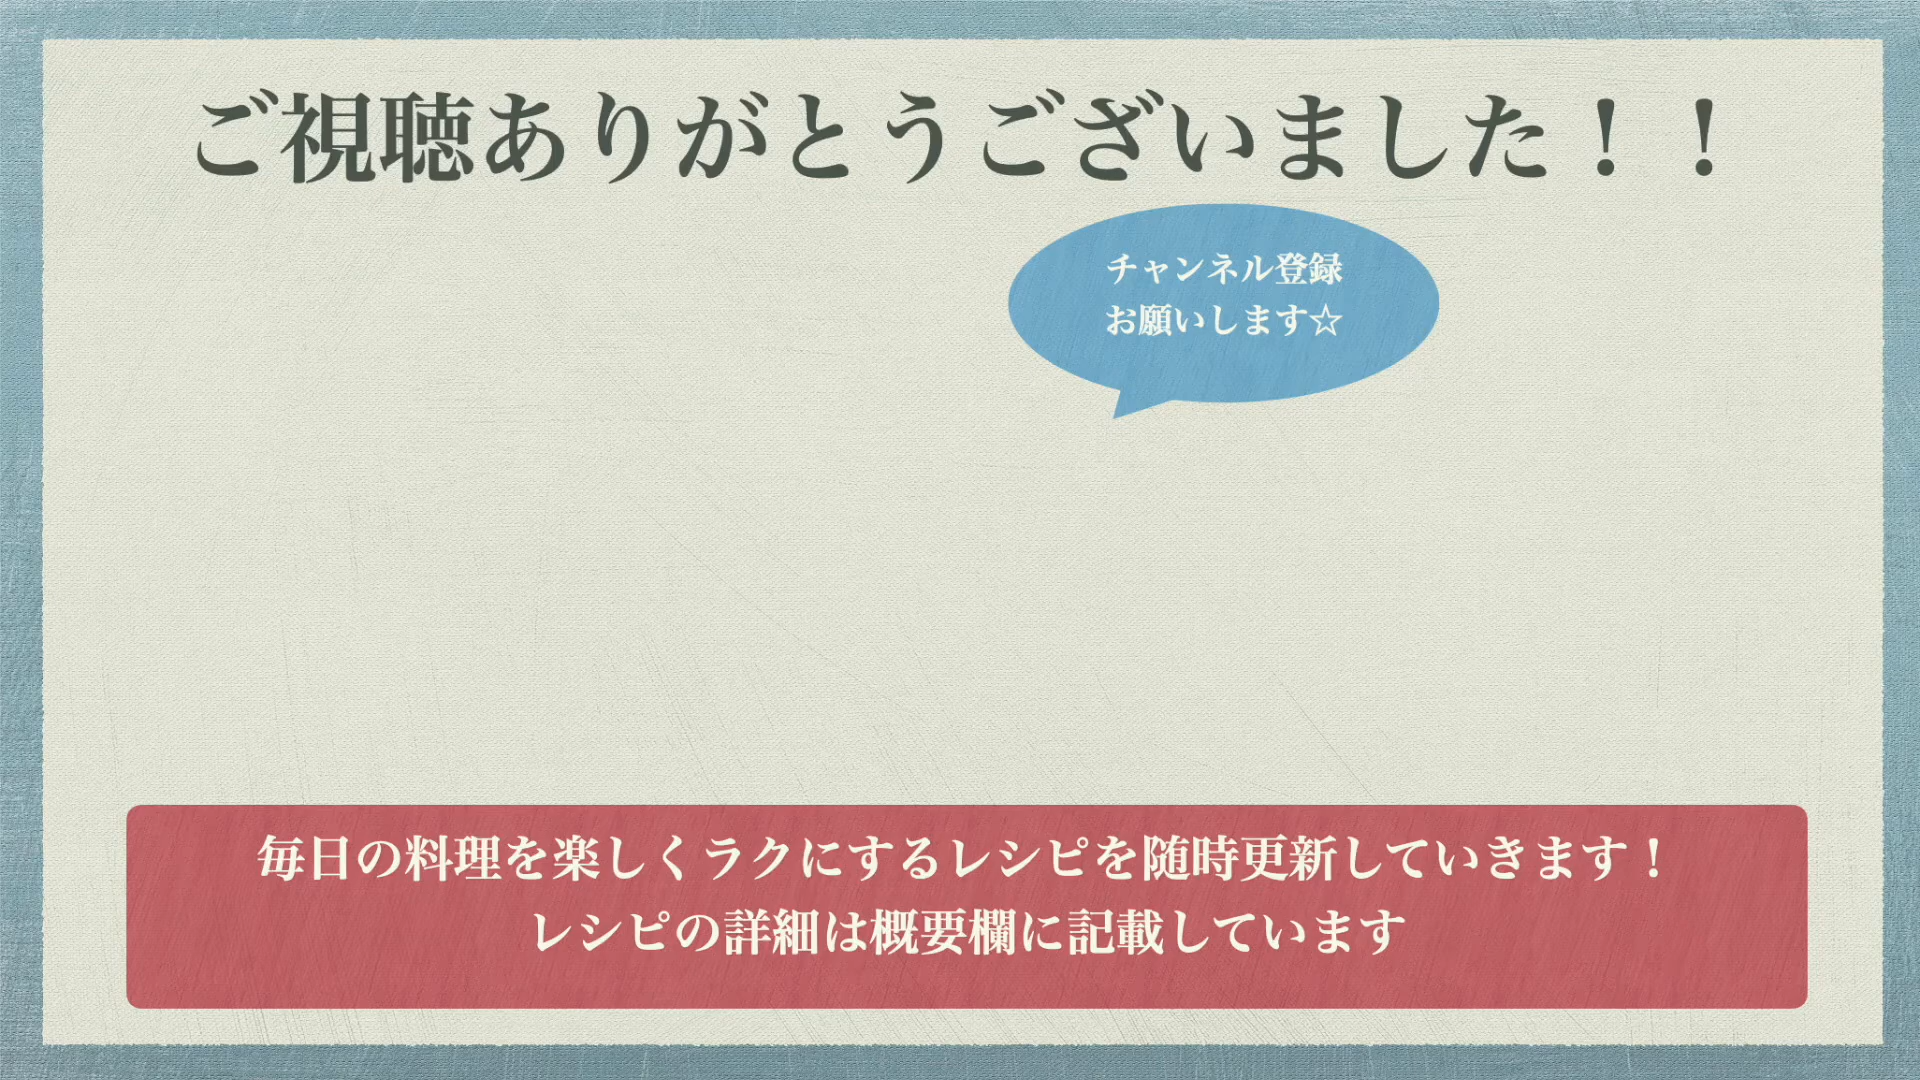 ご視聴ありがとうございました！！
チャンネル登録
お願いします☆
毎日の料理を楽しくラクにするレシピを随時更新していきます！
レシピの詳細は概要欄に記載しています